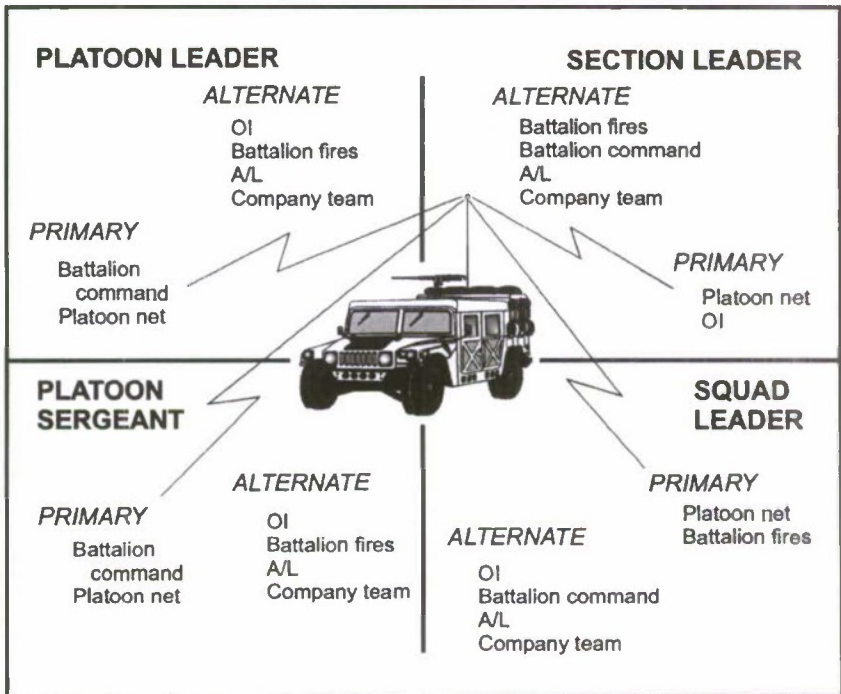 PLATOON LEADER
ALTERNATE
OI
Battalion fires
A/L
Company team
PRIMARY
Battalion
command
Platoon net
SECTION LEADER
ALTERNATE
Battalion fires
Battalion command
A/L
Company team
PRIMARY
Platoon net
OI
PLATOON
SERGEANT
PRIMARY
Battalion
command
Platoon net
ALTERNATE
OI
Battalion fires
A/L
Company team
SQUAD
LEADER
PRIMARY
Platoon net
Battalion fires
ALTERNATE
OI
Battalion command
A/L
Company team